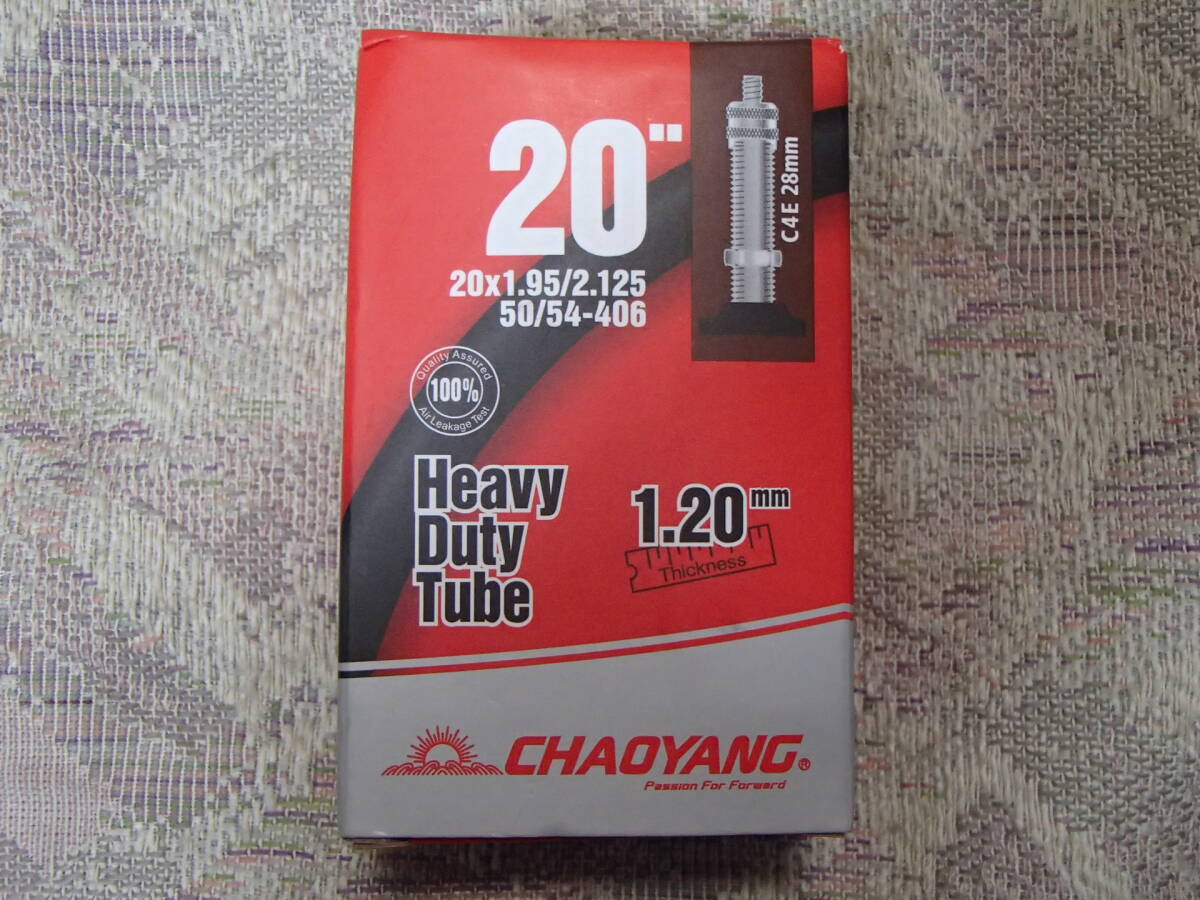 20"
20x1.95/2.125
50/54-406
C4E 28mm
Quality Assured
100%
Air Leakage Test
Heavy
Duty
Tube
1.20mm
Thickness
CHAOYANG®
Passion For Forward